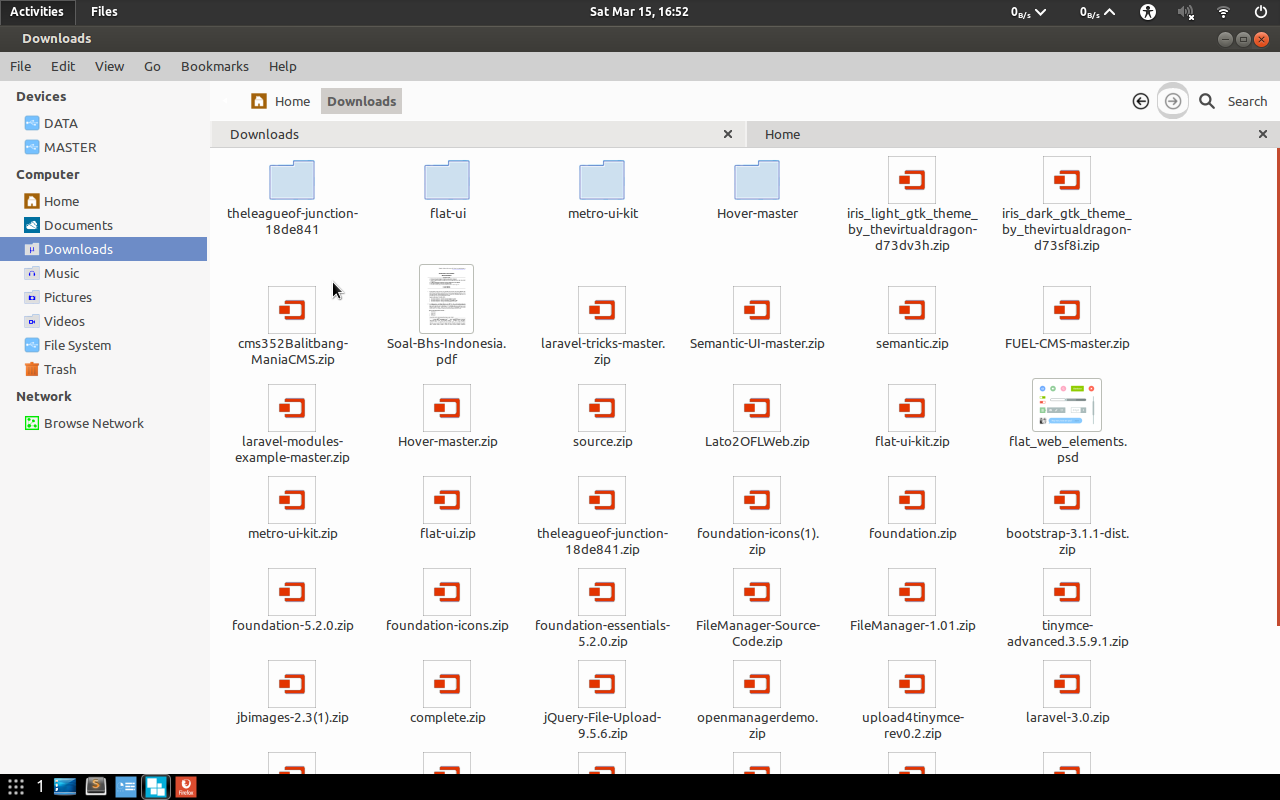 Activities Files Sat Mar 15, 16:52 0B/s 0B/s
Downloads
File Edit View Go Bookmarks Help
Devices
DATA
MASTER
Computer
Home
Documents
Downloads
Music
Pictures
Videos
File System
Trash
Network
Browse Network
Home Downloads Search
Downloads Home
theleagueof-junction-
18de841
flat-ui
metro-ui-kit
Hover-master
iris_light_gtk_theme_
by_thevirtualdragon-
d73dv3h.zip
iris_dark_gtk_theme_
by_thevirtualdragon-
d73sf8i.zip
cms352Balitbang-
ManiaCMS.zip
Soal-Bhs-Indonesia.
pdf
laravel-tricks-master.
zip
Semantic-UI-master.zip
semantic.zip
FUEL-CMS-master.zip
laravel-modules-
example-master.zip
Hover-master.zip
source.zip
Lato2OFLWeb.zip
flat-ui-kit.zip
flat_web_elements.
psd
metro-ui-kit.zip
flat-ui.zip
theleagueof-junction-
18de841.zip
foundation-icons(1).
zip
foundation.zip
bootstrap-3.1.1-dist.
zip
foundation-5.2.0.zip
foundation-icons.zip
foundation-essentials-
5.2.0.zip
FileManager-Source-
Code.zip
FileManager-1.01.zip
tinymce-
advanced.3.5.9.1.zip
jbimages-2.3(1).zip
complete.zip
jQuery-File-Upload-
9.5.6.zip
openmanagerdemo.
zip
upload4tinymce-
rev0.2.zip
laravel-3.0.zip
1
Firefox